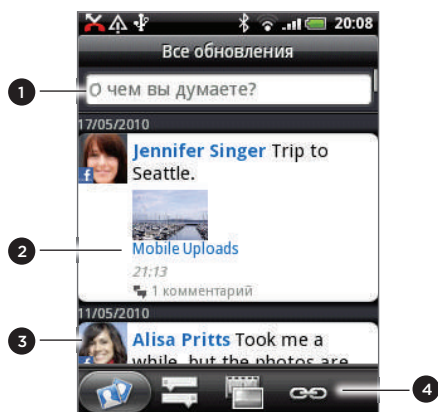 20:08
Все обновления
1
О чем вы думаете?
17/05/2010
Jennifer Singer Trip to
Seattle.
2
Mobile Uploads
21:13
1 комментарий
11/05/2010
3
Alisa Pritts Took me a
while, but the photos are
4